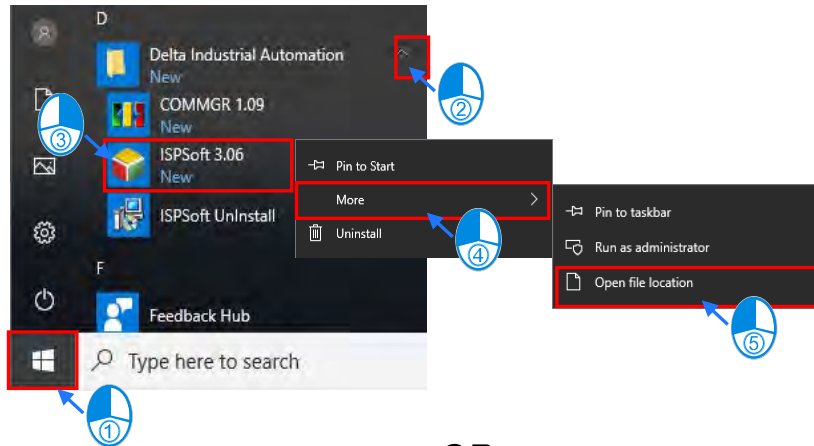 D
Delta Industrial Automation
New
②
COMMGR 1.09
New
③
ISPSoft 3.06
New
Pin to Start
More
ISPSoft UnInstall
Pin to taskbar
Uninstall
④
Run as administrator
F
Open file location
Feedback Hub
⑤
Type here to search
①